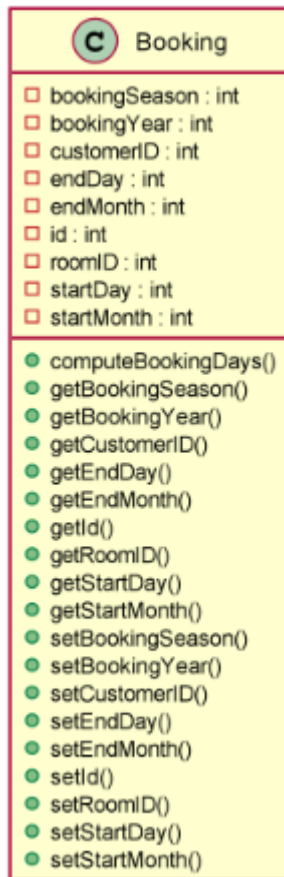 C Booking
bookingSeason : int
bookingYear : int
customerID : int
endDay : int
endMonth : int
id : int
roomID : int
startDay : int
startMonth : int
computeBookingDays()
getBookingSeason()
getBookingYear()
getCustomerID()
getEndDay()
getEndMonth()
getId()
getRoomID()
getStartDay()
getStartMonth()
setBookingSeason()
setBookingYear()
setCustomerID()
setEndDay()
setEndMonth()
setId()
setRoomID()
setStartDay()
setStartMonth()